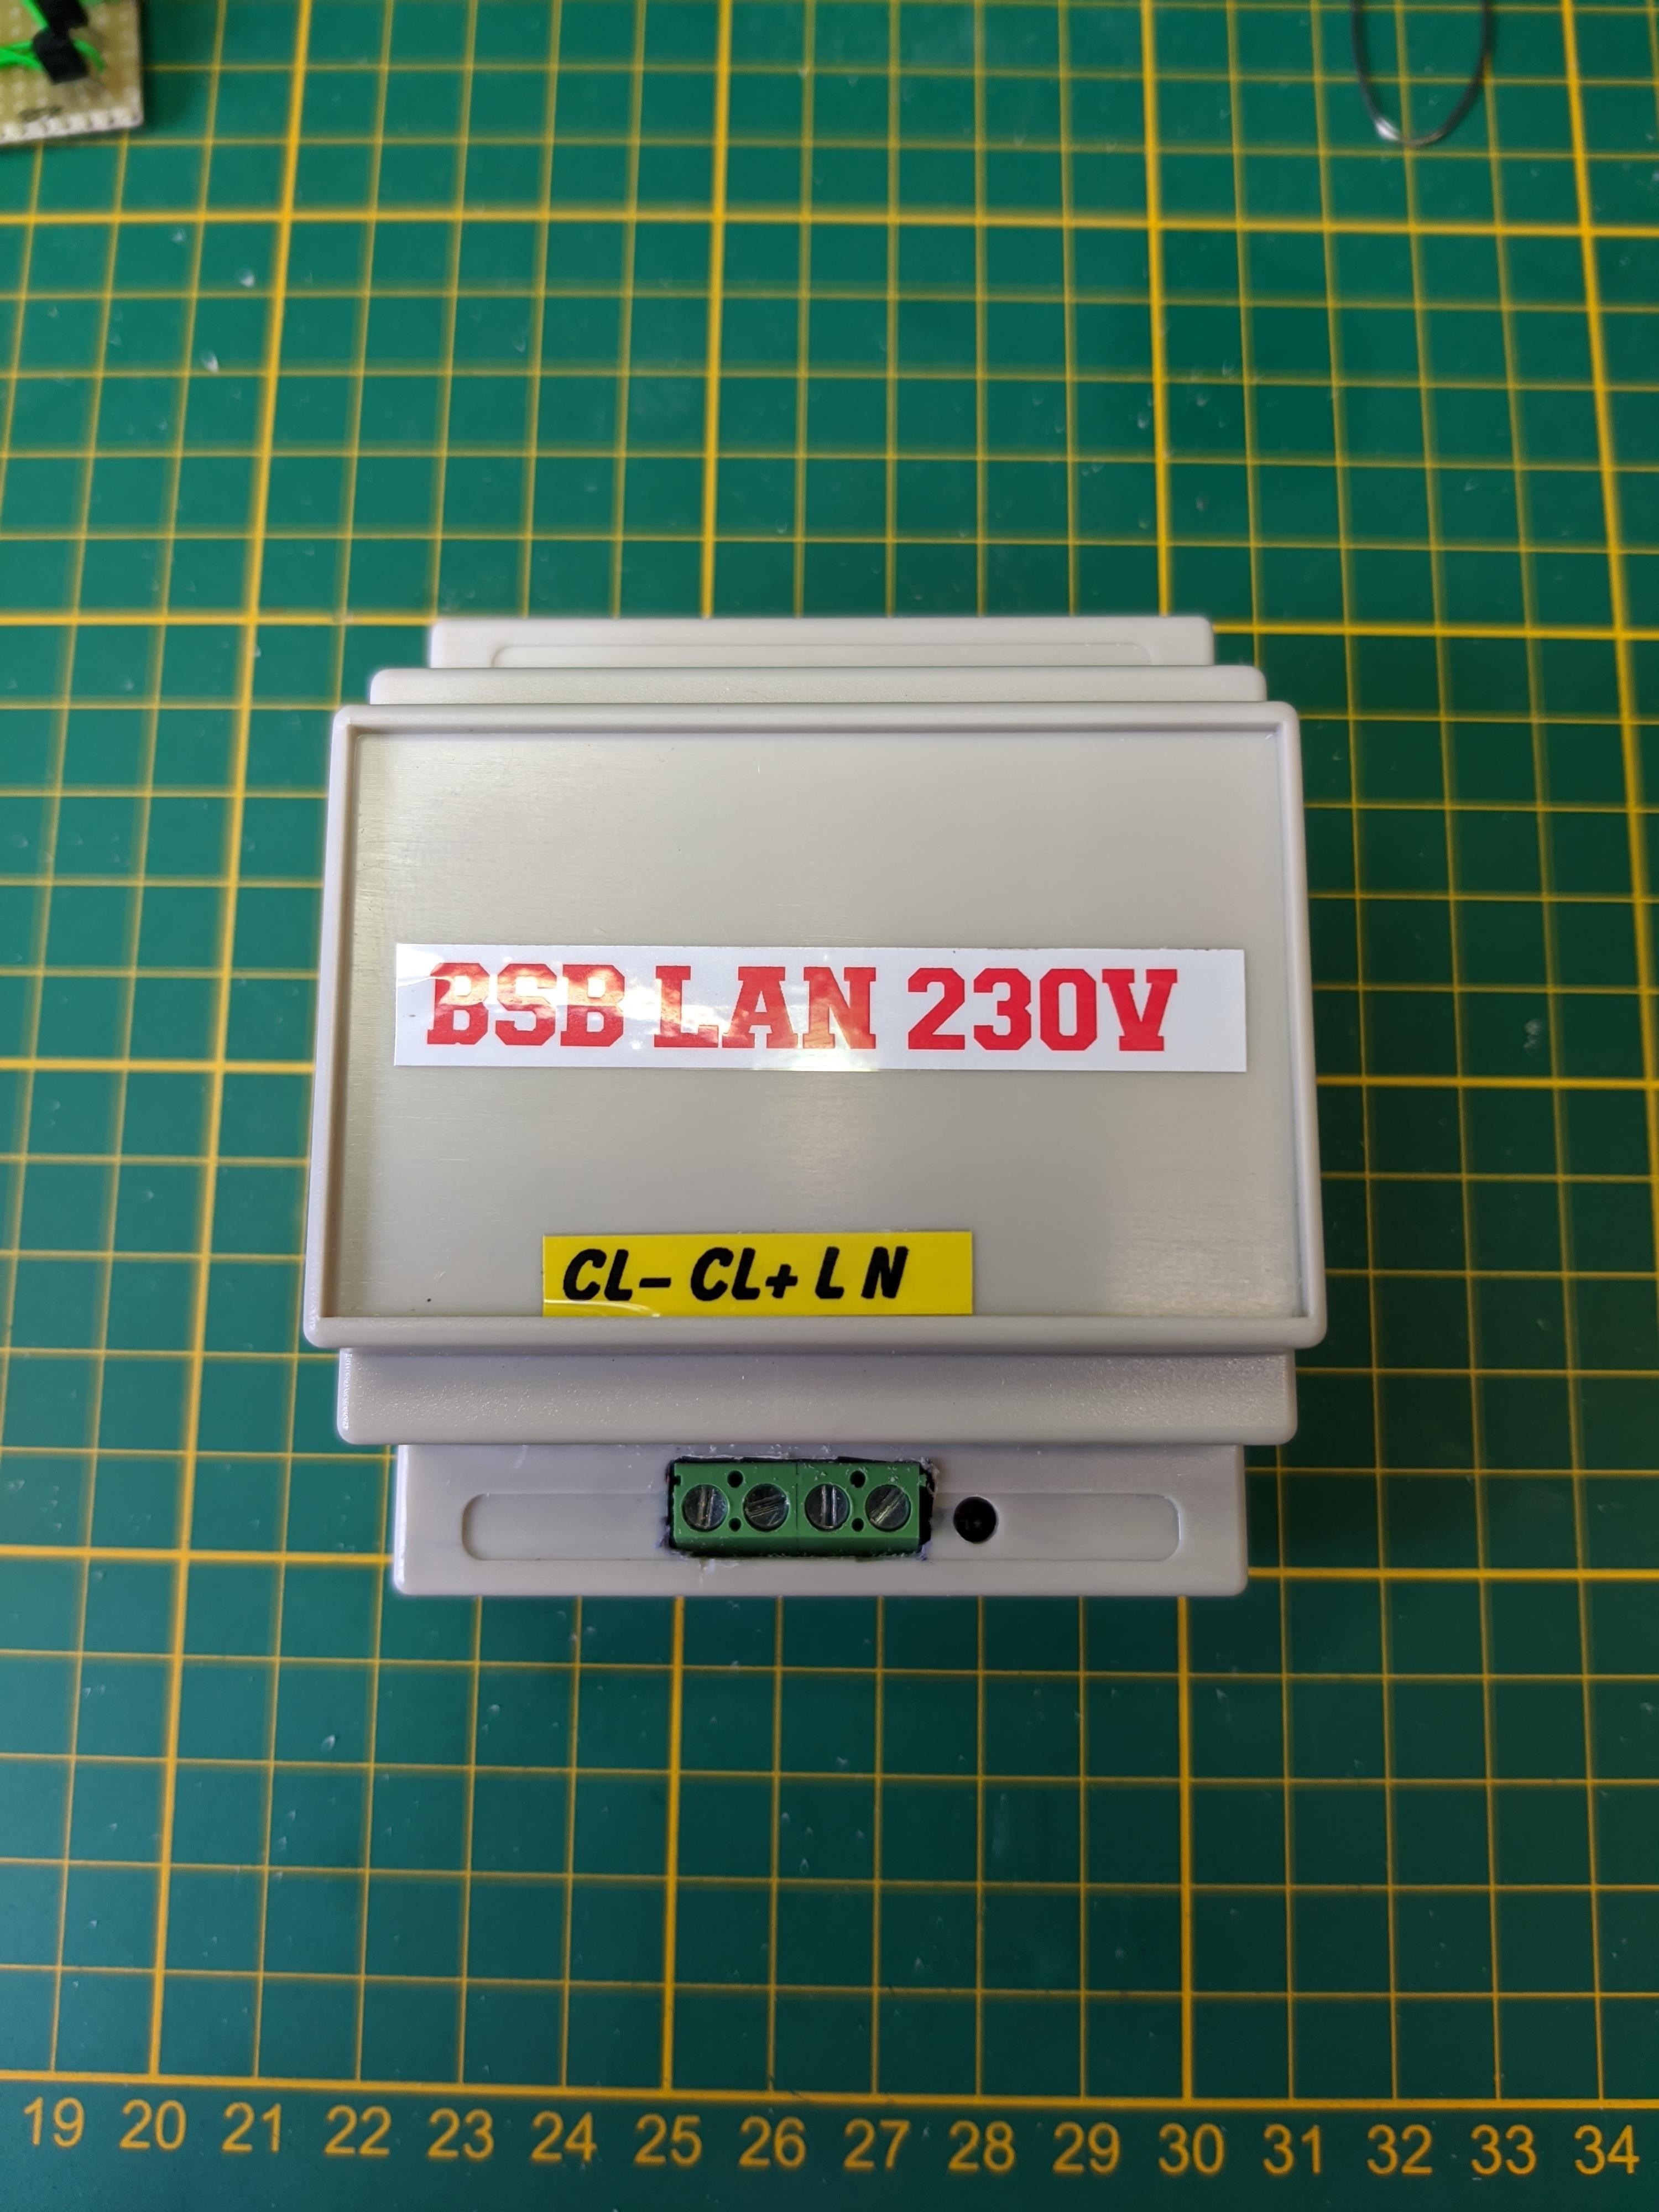 BSB LAN 230V
CL- CL+ L N
19 20 21 22 23 24 25 26 27 28 29 30 31 32 33 34